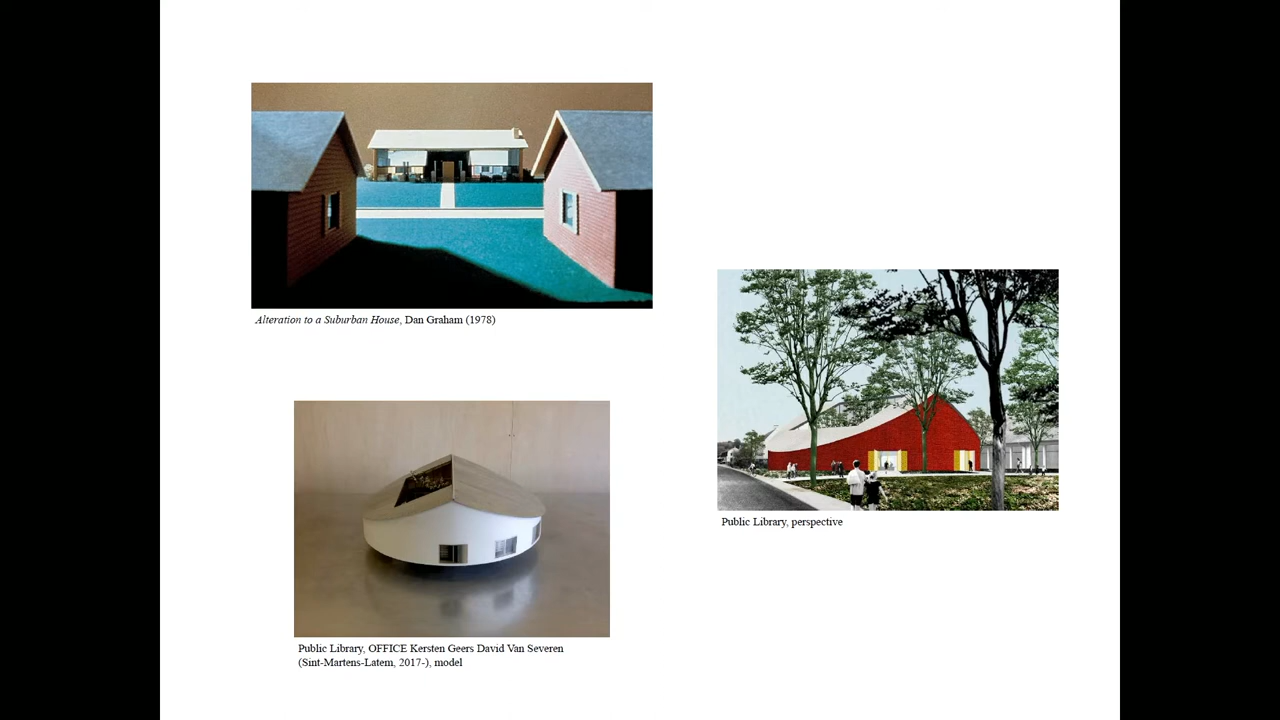 Alteration to a Suburban House, Dan Graham (1978)
Public Library, perspective
Public Library, OFFICE Kersten Geers David Van Severen
(Sint-Martens-Latem, 2017-), model